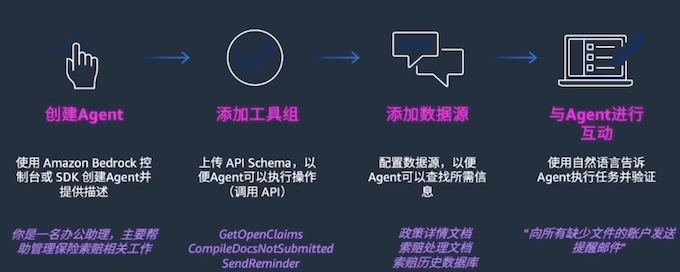 创建Agent
使用 Amazon Bedrock 控
制台或 SDK 创建Agent并
提供描述
你是一名办公助理，主要帮
助管理保险索赔相关工作
添加工具组
上传 API Schema，以
便Agent可以执行操作
（调用 API）
GetOpenClaims
CompileDocsNotSubmitted
SendReminder
添加数据源
配置数据源，以便
Agent可以查找所需信
息
政策详情文档
索赔处理文档
索赔历史数据库
与Agent进行
互动
使用自然语言告诉
Agent执行任务并验证
“向所有缺少文件的账户发送
提醒邮件“